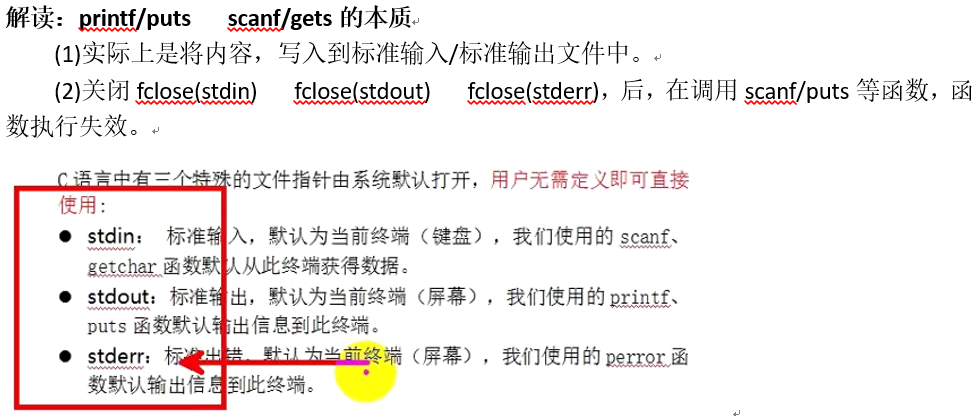 解读：printf/puts scanf/gets 的本质
(1)实际上是将内容，写入到标准输入/标准输出文件中。
(2)关闭 fclose(stdin) fclose(stdout) fclose(stderr)，后，在调用 scanf/puts 等函数，函
数执行失效。
C 语言中有三个特殊的文件指针由系统默认打开，用户无需定义即可直接
使用：
● stdin： 标准输入，默认为当前终端（键盘），我们使用的 scanf、
getchar 函数默认从此终端获得数据。
● stdout：标准输出，默认为当前终端（屏幕），我们使用的 printf、
puts 函数默认输出信息到此终端。
● stderr：标准出错，默认为当前终端（屏幕），我们使用的 perror 函
数默认输出信息到此终端。